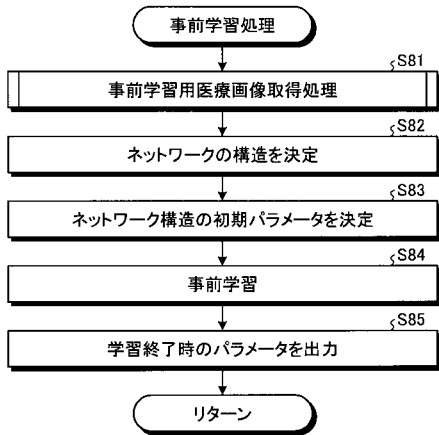 事前学習処理
S81
事前学習用医療画像取得処理
S82
ネットワークの構造を決定
S83
ネットワーク構造の初期パラメータを決定
S84
事前学習
S85
学習終了時のパラメータを出力
リターン